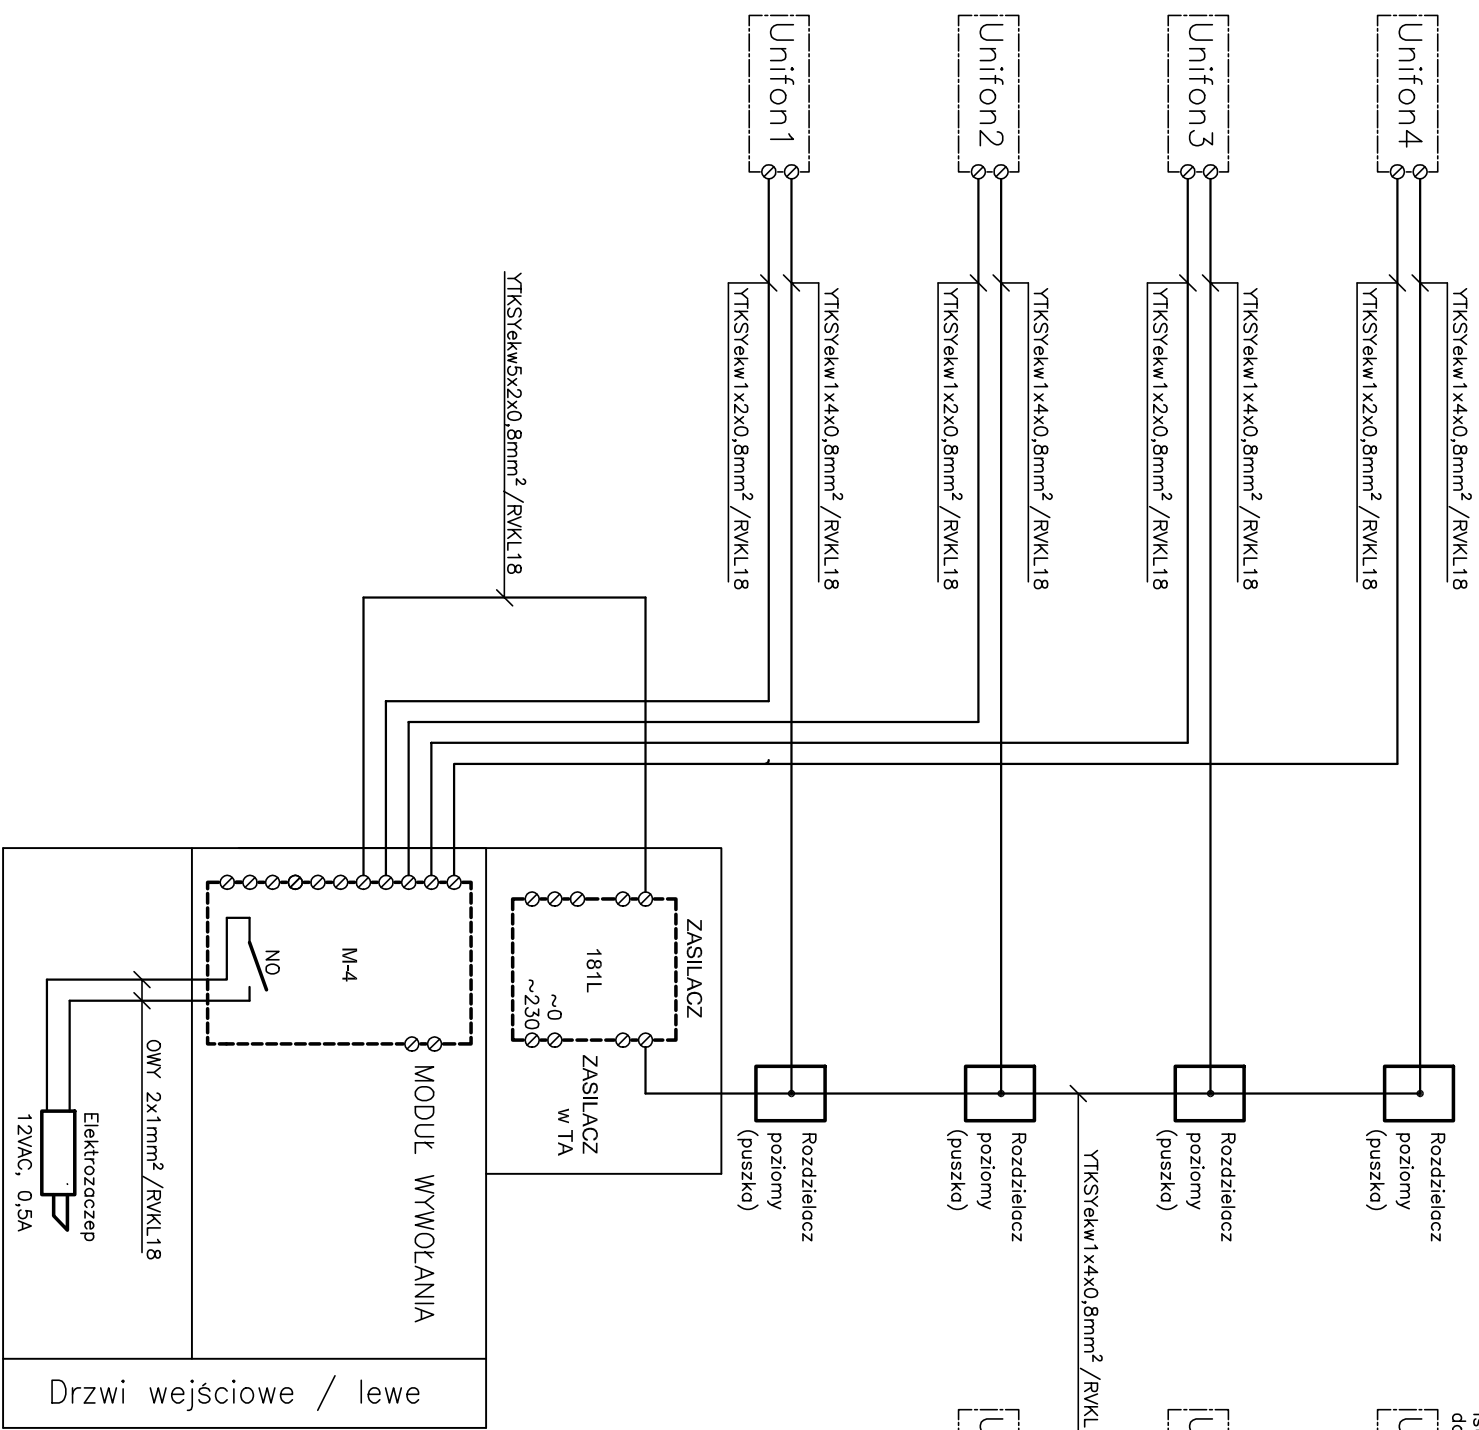 Unifon1
Unifon2
Unifon3
Unifon4
YTKSYekw5x2x0,8mm² /RVKL18
YTKSYekw1x2x0,8mm² /RVKL18
YTKSYekw1x4x0,8mm² /RVKL18
YTKSYekw1x2x0,8mm² /RVKL18
YTKSYekw1x4x0,8mm² /RVKL18
YTKSYekw1x2x0,8mm² /RVKL18
YTKSYekw1x4x0,8mm² /RVKL18
YTKSYekw1x2x0,8mm² /RVKL18
YTKSYekw1x4x0,8mm² /RVKL18
ZASILACZ
181L
~0
~230
ZASILACZ
w TA
M-4
NO
MODUŁ WYWOŁANIA
OWY 2x1mm² /RVKL18
Elektrozaczep
12VAC, 0,5A
Rozdzielacz
poziomy
(puszka)
Rozdzielacz
poziomy
(puszka)
Rozdzielacz
poziomy
(puszka)
Rozdzielacz
poziomy
(puszka)
YTKSYekw1x4x0,8mm² /RVKL
Drzwi wejściowe / lewe
U
U
U